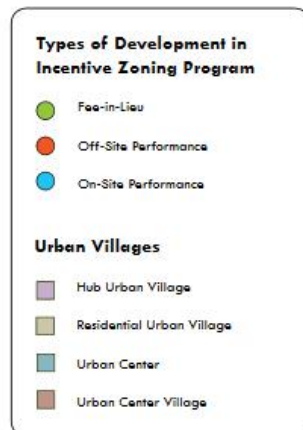 Types of Development in
Incentive Zoning Program
Fee-in-Lieu
Off-Site Performance
On-Site Performance
Urban Villages
Hub Urban Village
Residential Urban Village
Urban Center
Urban Center Village